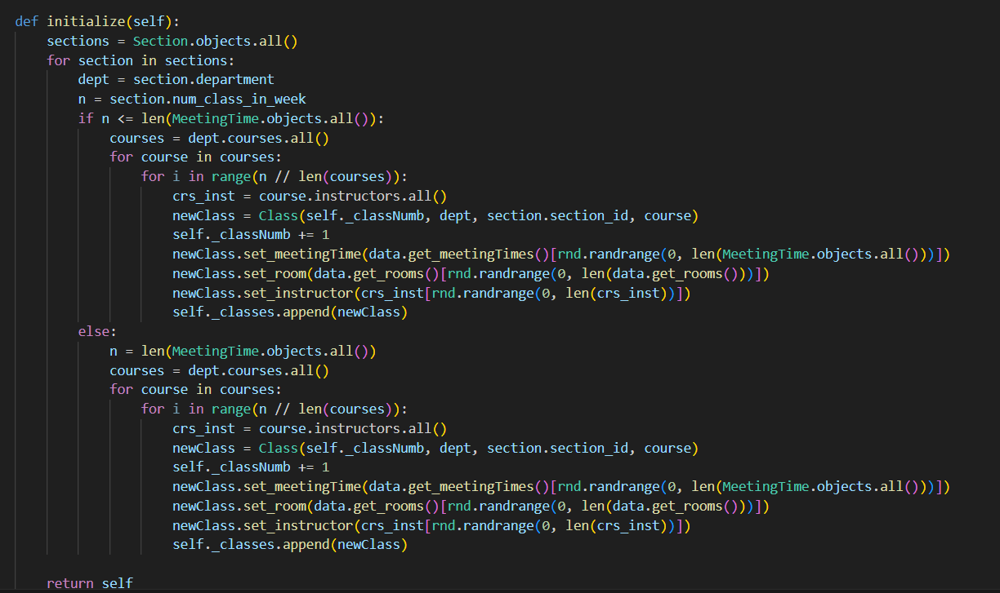 def initialize(self):
    sections = Section.objects.all()
    for section in sections:
        dept = section.department
        n = section.num_class_in_week
        if n <= len(MeetingTime.objects.all()):
            courses = dept.courses.all()
            for course in courses:
                for i in range(n // len(courses)):
                    crs_inst = course.instructors.all()
                    newClass = Class(self._classNumb, dept, section.section_id, course)
                    self._classNumb += 1
                    newClass.set_meetingTime(data.get_meetingTimes()[rnd.randrange(0, len(MeetingTime.objects.all()))])
                    newClass.set_room(data.get_rooms()[rnd.randrange(0, len(data.get_rooms()))])
                    newClass.set_instructor(crs_inst[rnd.randrange(0, len(crs_inst))])
                    self._classes.append(newClass)
        else:
            n = len(MeetingTime.objects.all())
            courses = dept.courses.all()
            for course in courses:
                for i in range(n // len(courses)):
                    crs_inst = course.instructors.all()
                    newClass = Class(self._classNumb, dept, section.section_id, course)
                    self._classNumb += 1
                    newClass.set_meetingTime(data.get_meetingTimes()[rnd.randrange(0, len(MeetingTime.objects.all()))])
                    newClass.set_room(data.get_rooms()[rnd.randrange(0, len(data.get_rooms()))])
                    newClass.set_instructor(crs_inst[rnd.randrange(0, len(crs_inst))])
                    self._classes.append(newClass)

    return self